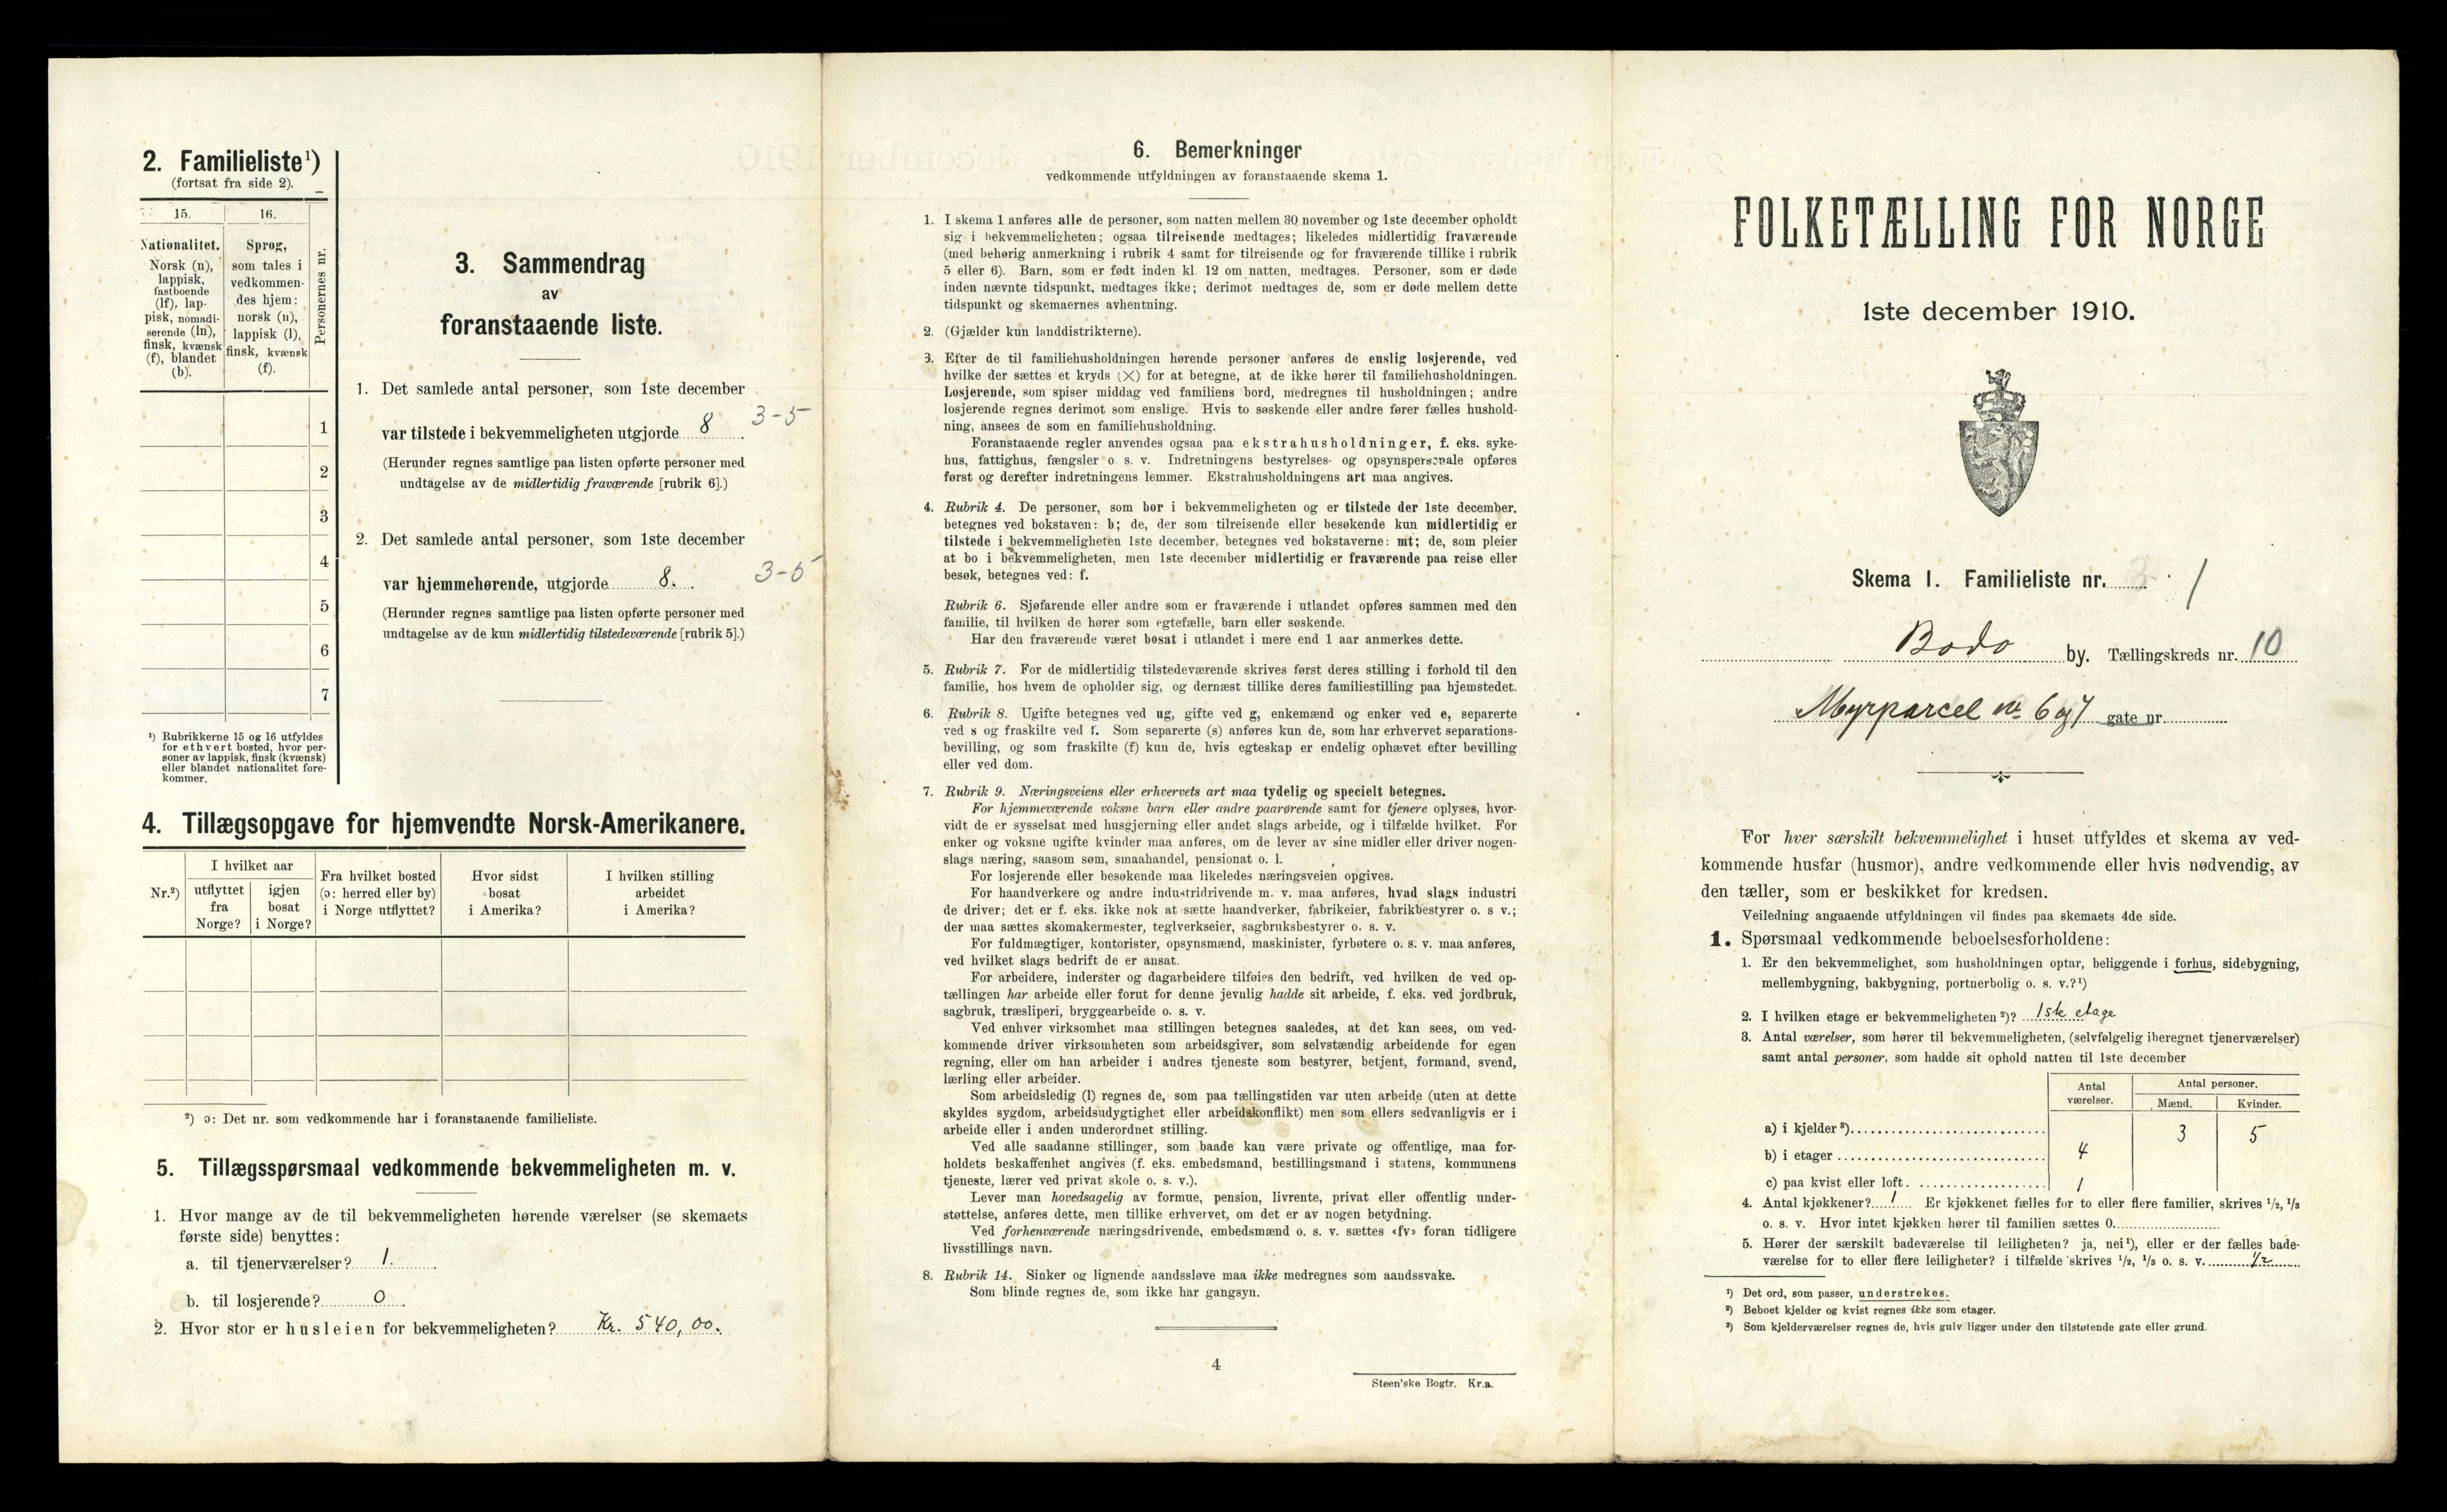 2. Familieliste¹)
(fortsat fra side 2).
15.
16.
Nationalitet.
Norsk (n),
lappisk,
fastboende
(lf), lap-
pisk, nomadi-
serende (ln),
finsk, kvænsk
(f), blandet
(b).
Sprog,
som tales i
vedkommen-
des hjem:
norsk (n),
lappisk (l),
finsk, kvænsk
(f).
Personernes nr.
1
2
3
4
5
6
7
¹) Rubrikkerne 15 og 16 utfyldes
for ethvert bosted, hvor per-
soner av lappisk, finsk (kvænsk)
eller blandet nationalitet fore-
kommer.
3. Sammendrag
av
foranstaaende liste.
1. Det samlede antal personer, som 1ste december
var tilstede i bekvemmeligheten utgjorde 8. 3-5
(Herunder regnes samtlige paa listen opførte personer med
undtagelse av de midlertidig fraværende [rubrik 6].)
2. Det samlede antal personer, som 1ste december
var hjemmehørende, utgjorde 8. 3-5
(Herunder regnes samtlige paa listen opførte personer med
undtagelse av de kun midlertidig tilstedeværende [rubrik 5].)
4. Tillægsopgave for hjemvendte Norsk-Amerikanere.
Nr.²)
I hvilket aar
utflyttet
fra
Norge?
igjen
bosat
i Norge?
Fra hvilket bosted
(ɔ: herred eller by)
i Norge utflyttet?
Hvor sidst
bosat
i Amerika?
I hvilken stilling
arbeidet
i Amerika?
²) ɔ: Det nr. som vedkommende har i foranstaaende familieliste.
5. Tillægsspørsmaal vedkommende bekvemmeligheten m. v.
1. Hvor mange av de til bekvemmeligheten hørende værelser (se skemaets
første side) benyttes:
a. til tjenerværelser? 1.
b. til losjerende? 0.
2. Hvor stor er husleien for bekvemmeligheten? Kr. 540,00.
6. Bemerkninger
vedkommende utfyldningen av foranstaaende skema 1.
1. I skema 1 anføres alle de personer, som natten mellem 30 november og 1ste december opholdt
sig i bekvemmeligheten; ogsaa tilreisende medtages; likeledes midlertidig fraværende
(med behørig anmerkning i rubrik 4 samt for tilreisende og for fraværende tillike i rubrik
5 eller 6). Barn, som er født inden kl. 12 om natten, medtages. Personer, som er døde
inden nævnte tidspunkt, medtages ikke; derimot medtages de, som er døde mellem dette
tidspunkt og skemaernes avhentning.
2. (Gjælder kun landdistrikterne).
3. Efter de til familiehusholdningen hørende personer anføres de enslig losjerende, ved
hvilke der sættes et kryds (×) for at betegne, at de ikke hører til familiehusholdningen.
Losjerende, som spiser middag ved familiens bord, medregnes til husholdningen; andre
losjerende regnes derimot som enslige. Hvis to søskende eller andre fører fælles hushold-
ning, ansees de som en familiehusholdning.
Foranstaaende regler anvendes ogsaa paa ekstrahusholdninger, f. eks. syke-
hus, fattighus, fængsler o. s. v. Indretningens bestyrelses- og opsynspersonale opføres
først og derefter indretningens lemmer. Ekstrahusholdningens art maa angives.
4. Rubrik 4. De personer, som bor i bekvemmeligheten og er tilstede der 1ste december,
betegnes ved bokstaven: b; de, der som tilreisende eller besøkende kun midlertidig er
tilstede i bekvemmeligheten 1ste december, betegnes ved bokstaverne: mt; de, som pleier
at bo i bekvemmeligheten, men 1ste december midlertidig er fraværende paa reise eller
besøk, betegnes ved: f.
Rubrik 6. Sjøfarende eller andre som er fraværende i utlandet opføres sammen med den
familie, til hvilken de hører som egtefælle, barn eller søskende.
Har den fraværende været bosat i utlandet i mere end 1 aar anmerkes dette.
5. Rubrik 7. For de midlertidig tilstedeværende skrives først deres stilling i forhold til den
familie, hos hvem de opholder sig, og dernæst tillike deres familiestilling paa hjemstedet.
6. Rubrik 8. Ugifte betegnes ved ug, gifte ved g, enkemænd og enker ved e, separerte
ved s og fraskilte ved f. Som separerte (s) anføres kun de, som har erhvervet separations-
bevilling, og som fraskilte (f) kun de, hvis egteskap er endelig ophævet efter bevilling
eller ved dom.
7. Rubrik 9. Næringsveiens eller erhvervets art maa tydelig og specielt betegnes.
For hjemmeværende voksne barn eller andre paarørende samt for tjenere oplyses, hvor-
vidt de er sysselsat med husgjerning eller andet slags arbeide, og i tilfælde hvilket. For
enker og voksne ugifte kvinder maa anføres, om de lever av sine midler eller driver nogen-
slags næring, saasom søm, smaahandel, pensionat o. l.
For losjerende eller besøkende maa likeledes næringsveien opgives.
For haandverkere og andre industridrivende m. v. maa anføres, hvad slags industri
de driver; det er f. eks. ikke nok at sætte haandverker, fabrikeier, fabrikbestyrer o. s v.;
der maa sættes skomakermester, teglverkseier, sagbruksbestyrer o. s. v.
For fuldmægtiger, kontorister, opsynsmænd, maskinister, fyrbøtere o. s. v. maa anføres,
ved hvilket slags bedrift de er ansat.
For arbeidere, inderster og dagarbeidere tilføies den bedrift, ved hvilken de ved op-
tællingen har arbeide eller forut for denne jevnlig hadde sit arbeide, f. eks. ved jordbruk,
sagbruk, træsliperi, bryggearbeide o. s. v.
Ved enhver virksomhet maa stillingen betegnes saaledes, at det kan sees, om ved-
kommende driver virksomheten som arbeidsgiver, som selvstændig arbeidende for egen
regning, eller om han arbeider i andres tjeneste som bestyrer, betjent, formand, svend,
lærling eller arbeider.
Som arbeidsledig (l) regnes de, som paa tællingstiden var uten arbeide (uten at dette
skyldes sygdom, arbeidsudygtighet eller arbeidskonflikt) men som ellers sedvanligvis er i
arbeide eller i anden underordnet stilling.
Ved alle saadanne stillinger, som baade kan være private og offentlige, maa for-
holdets beskaffenhet angives (f. eks. embedsmand, bestillingsmand i statens, kommunens
tjeneste, lærer ved privat skole o. s. v.).
Lever man hovedsagelig av formue, pension, livrente, privat eller offentlig under-
støttelse, anføres dette, men tillike erhvervet, om det er av nogen betydning.
Ved forhenværende næringsdrivende, embedsmænd o. s. v. sættes «fv» foran tidligere
livsstillings navn.
8. Rubrik 14. Sinker og lignende aandssløve maa ikke medregnes som aandssvake.
Som blinde regnes de, som ikke har gangsyn.
4
Steen'ske Bogtr. Kr.a.
FOLKETÆLLING FOR NORGE
1ste december 1910.
Skema 1. Familieliste nr. 1
Bodo by. Tællingskreds nr. 10
Myrparcel no 6 og 7 gate nr.
For hver særskilt bekvemmelighet i huset utfyldes et skema av ved-
kommende husfar (husmor), andre vedkommende eller hvis nødvendig, av
den tæller, som er beskikket for kredsen.
Veiledning angaaende utfyldningen vil findes paa skemaets 4de side.
1. Spørsmaal vedkommende beboelsesforholdene:
1. Er den bekvemmelighet, som husholdningen optar, beliggende i forhus, sidebygning,
mellembygning, bakbygning, portnerbolig o. s. v.?¹)
2. I hvilken etage er bekvemmeligheten²)? 1ste etage
3. Antal værelser, som hører til bekvemmeligheten, (selvfølgelig iberegnet tjenerværelser)
samt antal personer, som hadde sit ophold natten til 1ste december
Antal
værelser.
Antal personer.
Mænd.
Kvinder.
a) i kjelder³) 3 5
b) i etager 4
c) paa kvist eller loft. 1
4. Antal kjøkkener? 1 Er kjøkkenet fælles for to eller flere familier, skrives 1/2, 1/3
o. s. v. Hvor intet kjøkken hører til familien sættes 0.
5. Hører der særskilt badeværelse til leiligheten? ja, nei¹), eller er der fælles bade-
værelse for to eller flere leiligheter? i tilfælde skrives 1/2, 1/3 o. s. v. 1/2
¹) Det ord, som passer, understrekes.
²) Beboet kjelder og kvist regnes ikke som etager.
³) Som kjelderværelser regnes de, hvis gulv ligger under den tilstøtende gate eller grund.